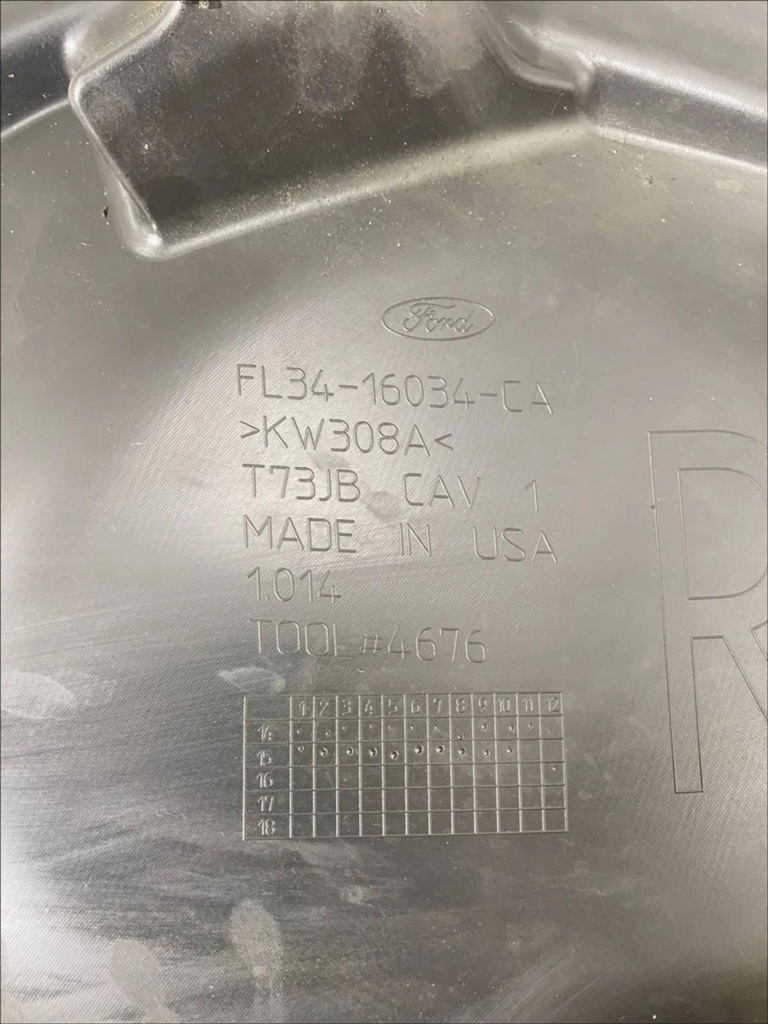 Ford
FL34-16034-CA
>KW308A<
T73JB CAV 1
MADE IN USA
1.014
TOOL#4676
R
1 2 3 4 5 6 7 8 9 10 11 12
14
15
16
17
18